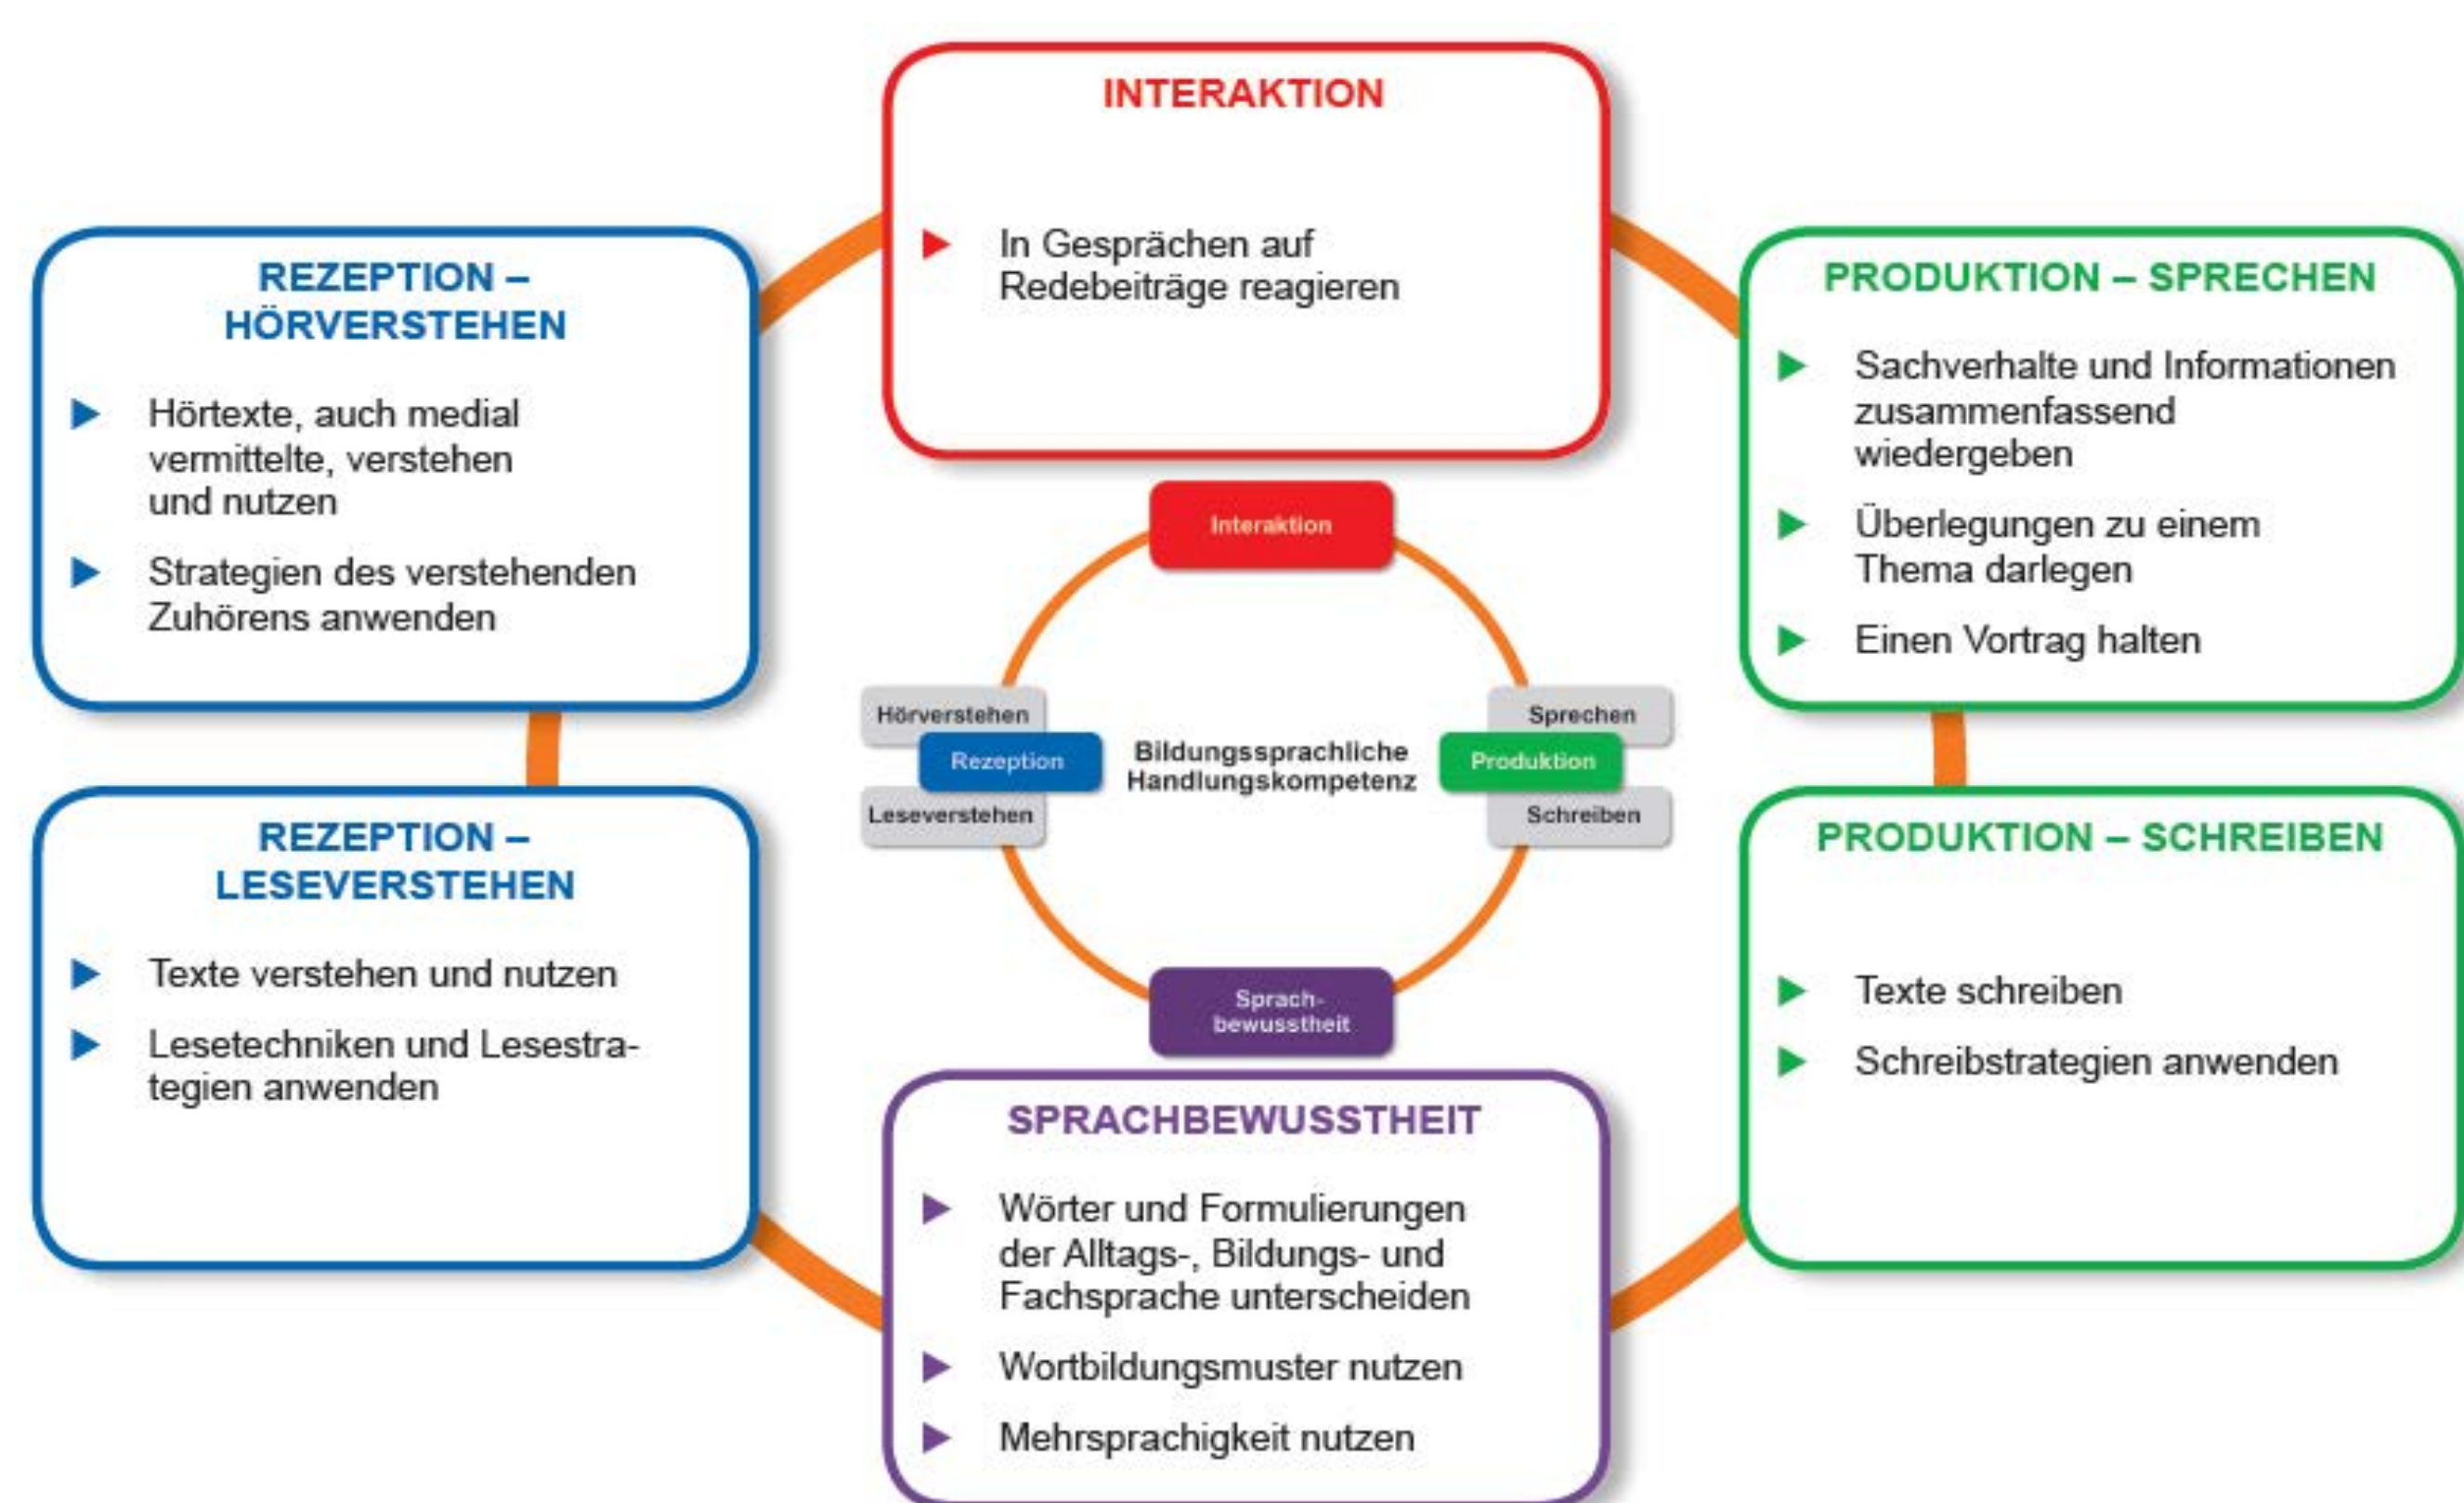 INTERAKTION
In Gesprächen auf
Redebeiträge reagieren
REZEPTION –
HÖRVERSTEHEN
Hörtexte, auch medial
vermittelte, verstehen
und nutzen
Strategien des verstehenden
Zuhörens anwenden
PRODUKTION – SPRECHEN
Sachverhalte und Informationen
zusammenfassend
wiedergeben
Überlegungen zu einem
Thema darlegen
Einen Vortrag halten
Interaktion
Hörverstehen
Rezeption
Leseverstehen
Bildungssprachliche
Handlungskompetenz
Sprechen
Produktion
Schreiben
Sprach-
bewusstheit
REZEPTION –
LESEVERSTEHEN
Texte verstehen und nutzen
Lesetechniken und Lesestra-
tegien anwenden
PRODUKTION – SCHREIBEN
Texte schreiben
Schreibstrategien anwenden
SPRACHBEWUSSTHEIT
Wörter und Formulierungen
der Alltags-, Bildungs- und
Fachsprache unterscheiden
Wortbildungsmuster nutzen
Mehrsprachigkeit nutzen